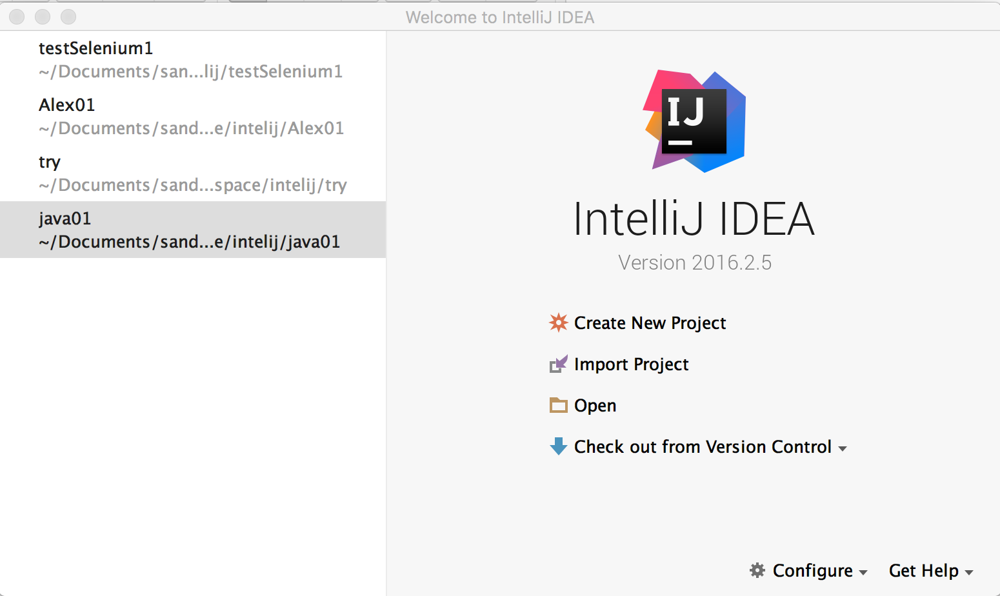 Welcome to IntelliJ IDEA
testSelenium1
~/Documents/san...lij/testSelenium1
Alex01
~/Documents/sand...e/intelij/Alex01
try
~/Documents/sand...space/intelij/try
java01
~/Documents/sand...e/intelij/java01
IJ
IntelliJ IDEA
Version 2016.2.5
Create New Project
Import Project
Open
Check out from Version Control
Configure
Get Help